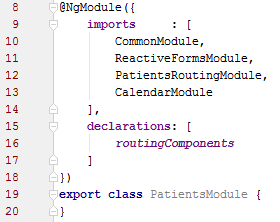 8 @NgModule({
9     imports     : [
10         CommonModule,
11         ReactiveFormsModule,
12         PatientsRoutingModule,
13         CalendarModule
14     ],
15     declarations: [
16         routingComponents
17     ]
18 })
19 export class PatientsModule {
20 }